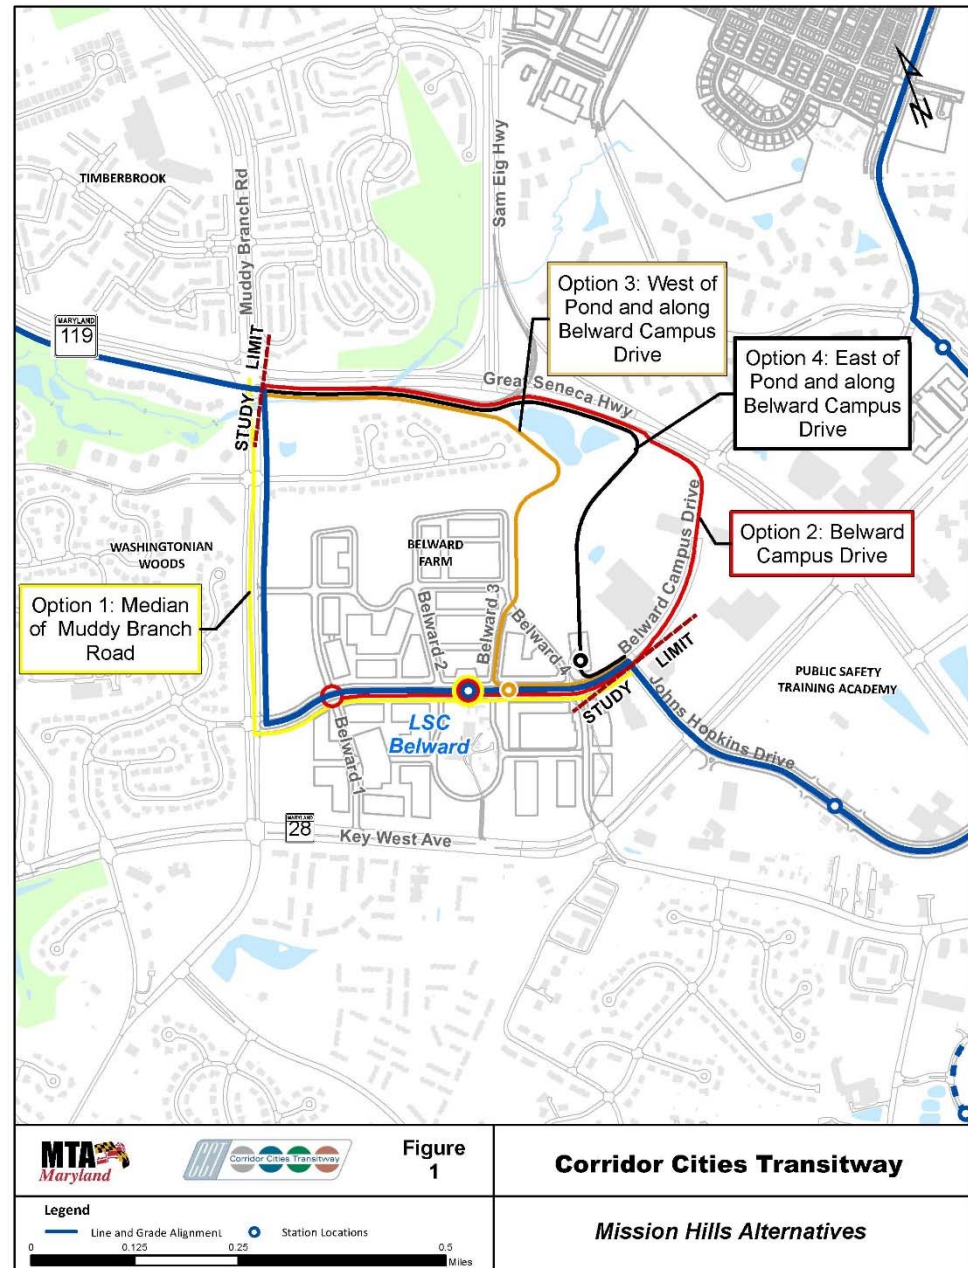 TIMBERBROOK
Muddy Branch Rd
Sam Eig Hwy
N
MARYLAND
119
STUDY LIMIT
Option 3: West of
Pond and along
Belward Campus
Drive
Great Seneca Hwy
Option 4: East of
Pond and along
Belward Campus
Drive
WASHINGTONIAN
WOODS
BELWARD
FARM
Option 2: Belward
Campus Drive
Option 1: Median
of Muddy Branch
Road
Belward 2
Belward 3
Belward 4
Belward Campus Drive
STUDY LIMIT
PUBLIC SAFETY
TRAINING ACADEMY
LSC
Belward
Belward 1
Johns Hopkins Drive
MARYLAND
28
Key West Ave
MTA
Maryland
CCT Corridor Cities Transitway
Figure
1
Corridor Cities Transitway
Legend
Line and Grade Alignment
Station Locations
0 0.125 0.25 0.5
Miles
Mission Hills Alternatives